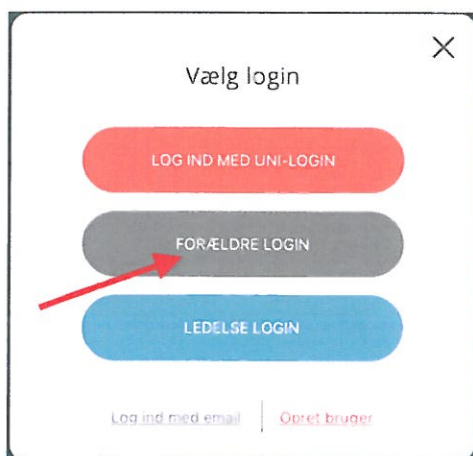 Vælg login
LOG IND MED UNI-LOGIN
FORÆLDRE LOGIN
LEDELSE LOGIN
Log ind med email
Opret bruger